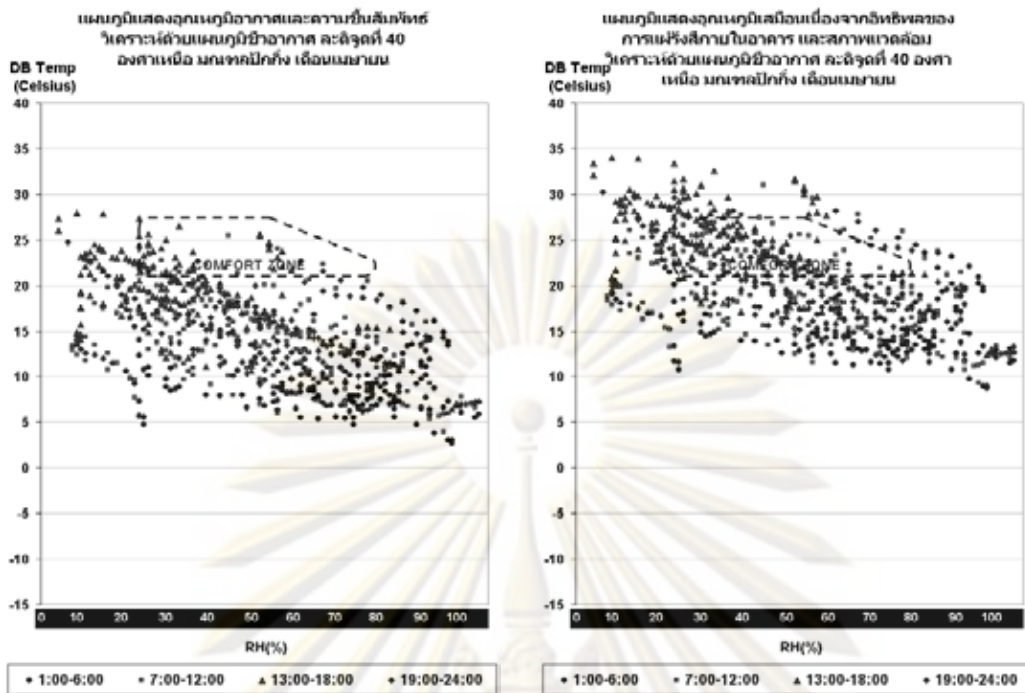 แผนภูมิแสดงอุณหภูมิอากาศและความชื้นสัมพัทธ์
วิเคราะห์ด้วยแผนภูมิชีวอากาศ ละติจูดที่ 40
องศาเหนือ มณฑลปักกิ่ง เดือนเมษายน
DB Temp
(Celsius)
40
35
30
25
20
15
10
5
0
-5
-10
-15
COMFORT ZONE
0 10 20 30 40 50 60 70 80 90 100
RH(%)
1:00-6:00 7:00-12:00 13:00-18:00 19:00-24:00
แผนภูมิแสดงอุณหภูมิเสมือนเนื่องจากอิทธิพลของ
การแผ่รังสีภายในอาคาร และสภาพแวดล้อม
วิเคราะห์ด้วยแผนภูมิชีวอากาศ ละติจูดที่ 40 องศา
เหนือ มณฑลปักกิ่ง เดือนเมษายน
DB Temp
(Celsius)
40
35
30
25
20
15
10
5
0
-5
-10
-15
COMFORT ZONE
0 10 20 30 40 50 60 70 80 90 100
RH(%)
1:00-6:00 7:00-12:00 13:00-18:00 19:00-24:00